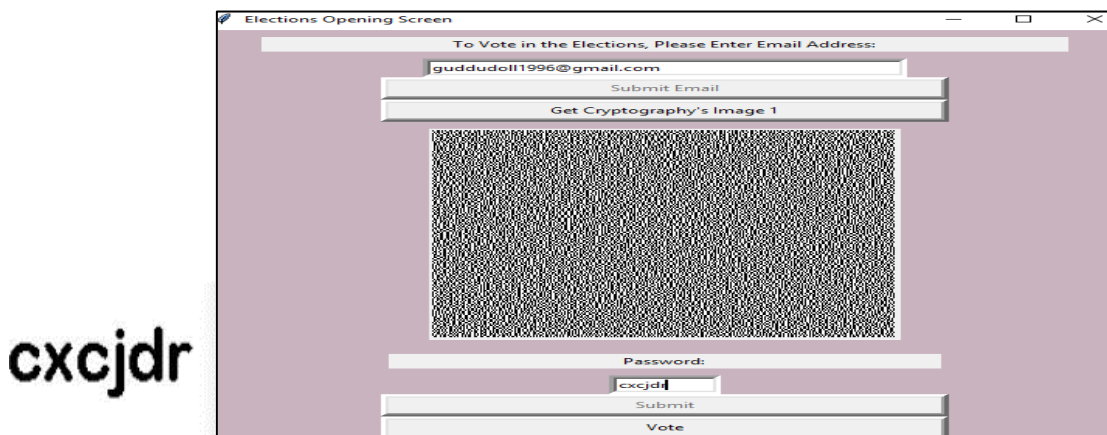 Elections Opening Screen
To Vote in the Elections, Please Enter Email Address:
guddudoll1996@gmail.com
Submit Email
Get Cryptography's Image 1
cxcjdr
Password:
cxcjdr
Submit
Vote